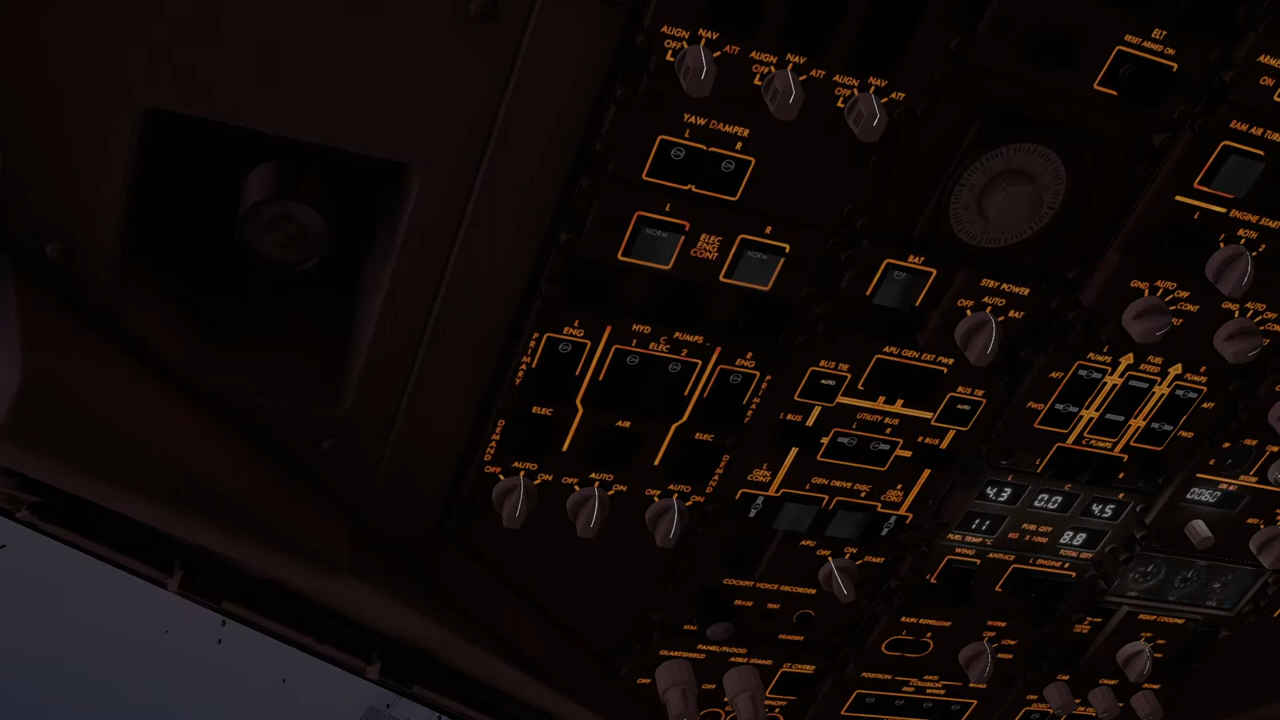 ALIGN NAV
OFF ATT
ALIGN NAV
OFF ATT
ALIGN NAV
OFF ATT
ELT
RESET ARMED ON
ON
YAW DAMPER
L R
ON ON
RAM AIR
L R
NORM NORM
ELEC
ENG
CONT
BAT
STBY POWER
OFF AUTO BAT
L
ENGINE
BOTH
1 2
GND AUTO OFF
CONT
GND AUTO
L
ENG
HYD PUMPS
C
1 ELEC 2
R
ENG
PRIMARY
PRIMARY
ELEC
AIR
ELEC
DEMAND
DEMAND
OFF AUTO ON
OFF AUTO ON
OFF AUTO ON
APU GEN EXT PWR
BUS TIE
AUTO
BUS TIE
AUTO
L BUS
UTILITY BUS
L R
R BUS
L
GEN
CONT
GEN DRIVE DISC
L R
R
GEN
CONT
APU
OFF ON START
L
PUMPS
FUEL
R
PUMPS
AFT
AFT
FWD
FWD
C PUMPS
L C R
4.3 0.0 4.5
11
FUEL QTY
KG X 1000
8.8
FUEL TEMP °C
TOTAL QTY
0060
WING
ANTI-ICE
L ENGINE R
COCKPIT VOICE RECORDER
ERASE TEST
HEADSET
RAIN REPELLENT
L R
WIPER
OFF LOW
HIGH
EQUIP COOLING
PANEL/FLOOD
GLARESHIELD
AISLE STAND
LT OVRD
OFF OFF
POSITION
ANTI
COLLISION
RED WHITE